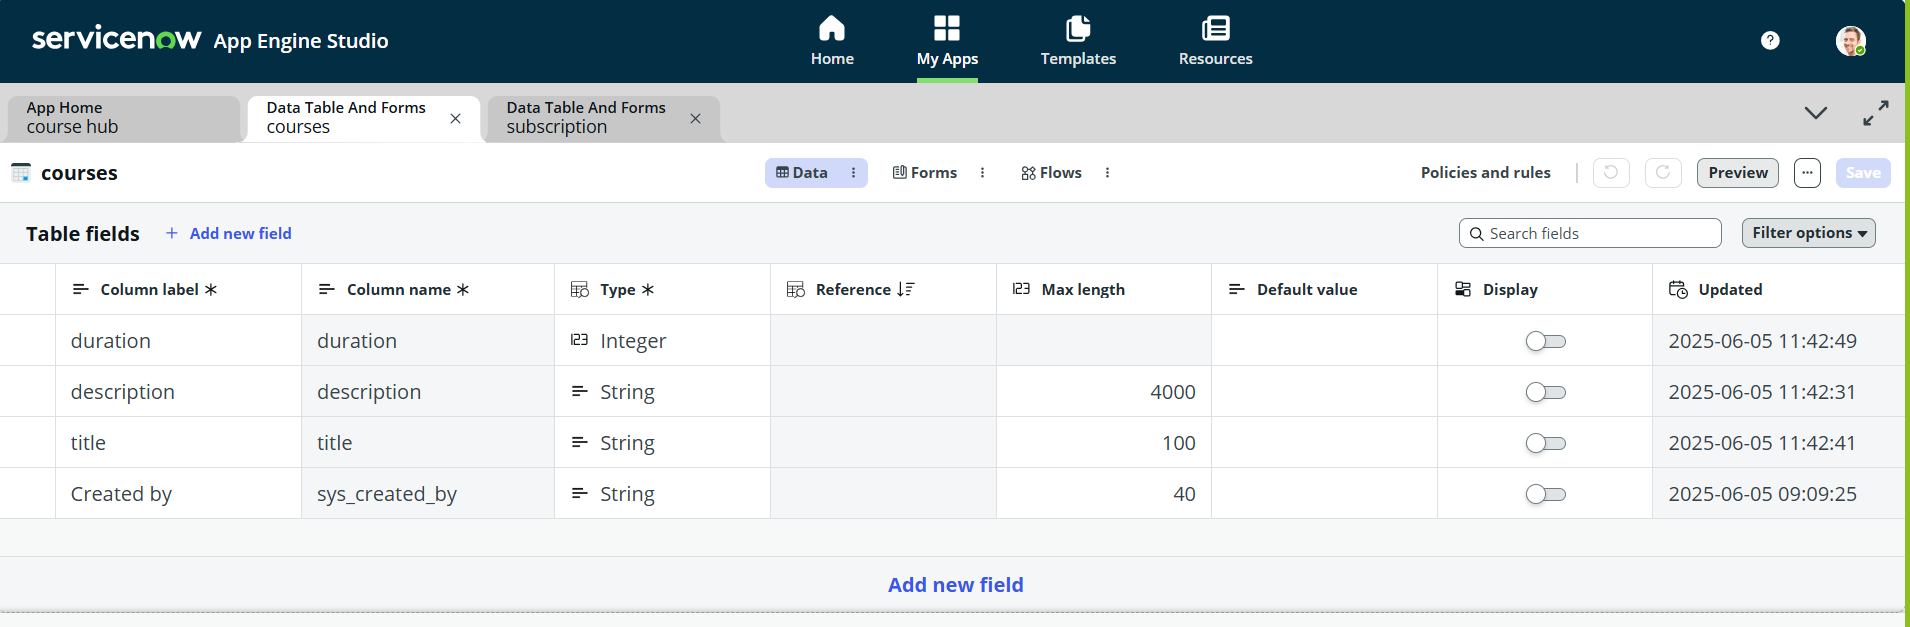 servicenow App Engine Studio
Home
My Apps
Templates
Resources
?
App Home
course hub
Data Table And Forms
courses
Data Table And Forms
subscription
courses
Data
Forms
Flows
Policies and rules
Preview
Save
Table fields
+ Add new field
Search fields
Filter options
Column label *
Column name *
Type *
Reference
Max length
Default value
Display
Updated
duration duration Integer 2025-06-05 11:42:49
description description String 4000 2025-06-05 11:42:31
title title String 100 2025-06-05 11:42:41
Created by sys_created_by String 40 2025-06-05 09:09:25
Add new field